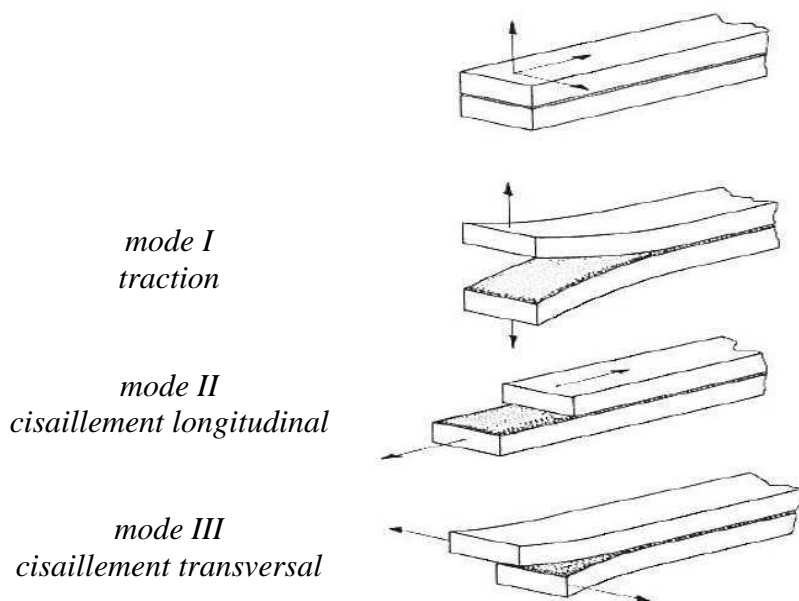 mode I
traction
mode II
cisaillement longitudinal
mode III
cisaillement transversal